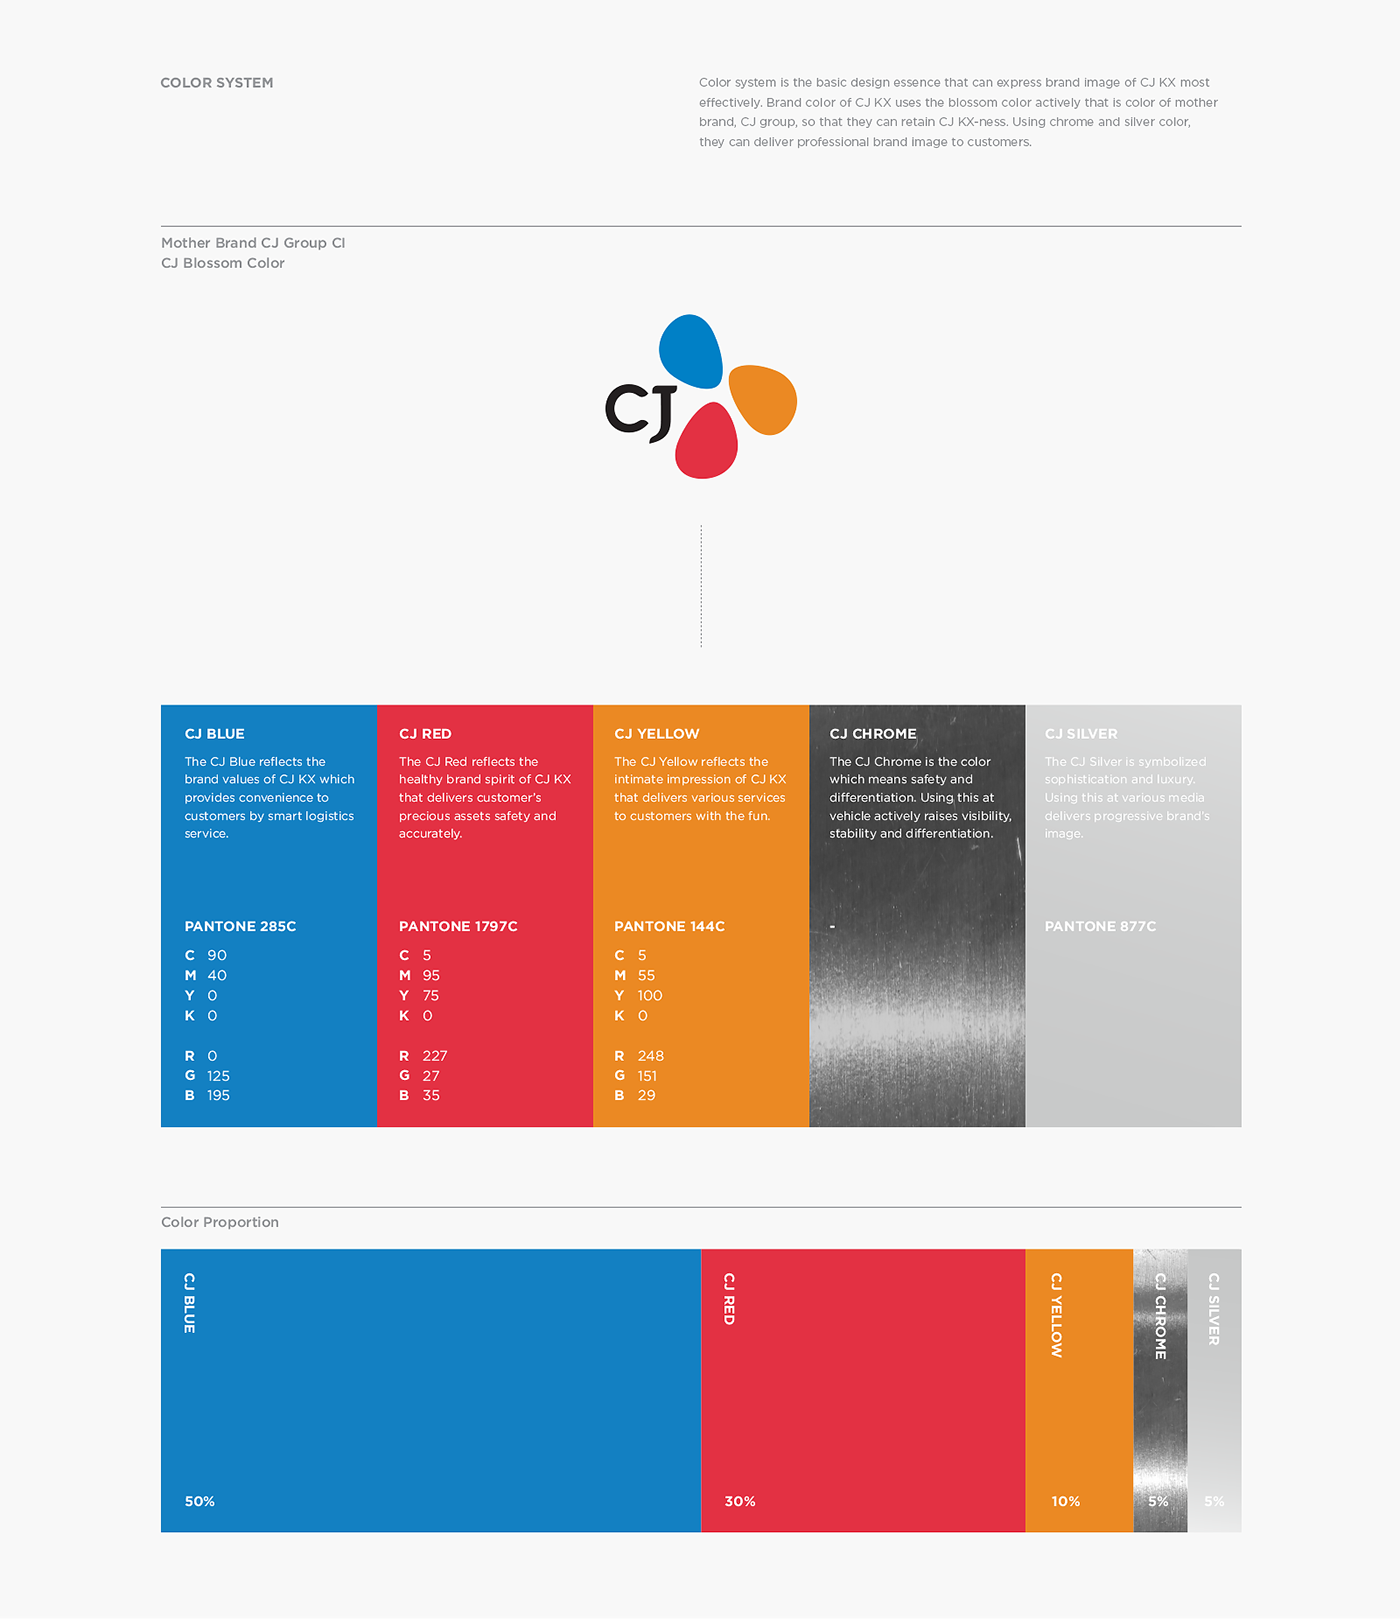 COLOR SYSTEM
Color system is the basic design essence that can express brand image of CJ KX most
effectively. Brand color of CJ KX uses the blossom color actively that is color of mother
brand, CJ group, so that they can retain CJ KX-ness. Using chrome and silver color,
they can deliver professional brand image to customers.
Mother Brand CJ Group CI
CJ Blossom Color
CJ
CJ BLUE
The CJ Blue reflects the
brand values of CJ KX which
provides convenience to
customers by smart logistics
service.
PANTONE 285C
C 90
M 40
Y 0
K 0
R 0
G 125
B 195
CJ RED
The CJ Red reflects the
healthy brand spirit of CJ KX
that delivers customer's
precious assets safety and
accurately.
PANTONE 1797C
C 5
M 95
Y 75
K 0
R 227
G 27
B 35
CJ YELLOW
The CJ Yellow reflects the
intimate impression of CJ KX
that delivers various services
to customers with the fun.
PANTONE 144C
C 5
M 55
Y 100
K 0
R 248
G 151
B 29
CJ CHROME
The CJ Chrome is the color
which means safety and
differentiation. Using this at
vehicle actively raises visibility,
stability and differentiation.
-
CJ SILVER
The CJ Silver is symbolized
sophistication and luxury.
Using this at various media
delivers progressive brand's
image.
PANTONE 877C
Color Proportion
CJ BLUE
50%
CJ RED
30%
CJ YELLOW
10%
CJ CHROME
5%
CJ SILVER
5%